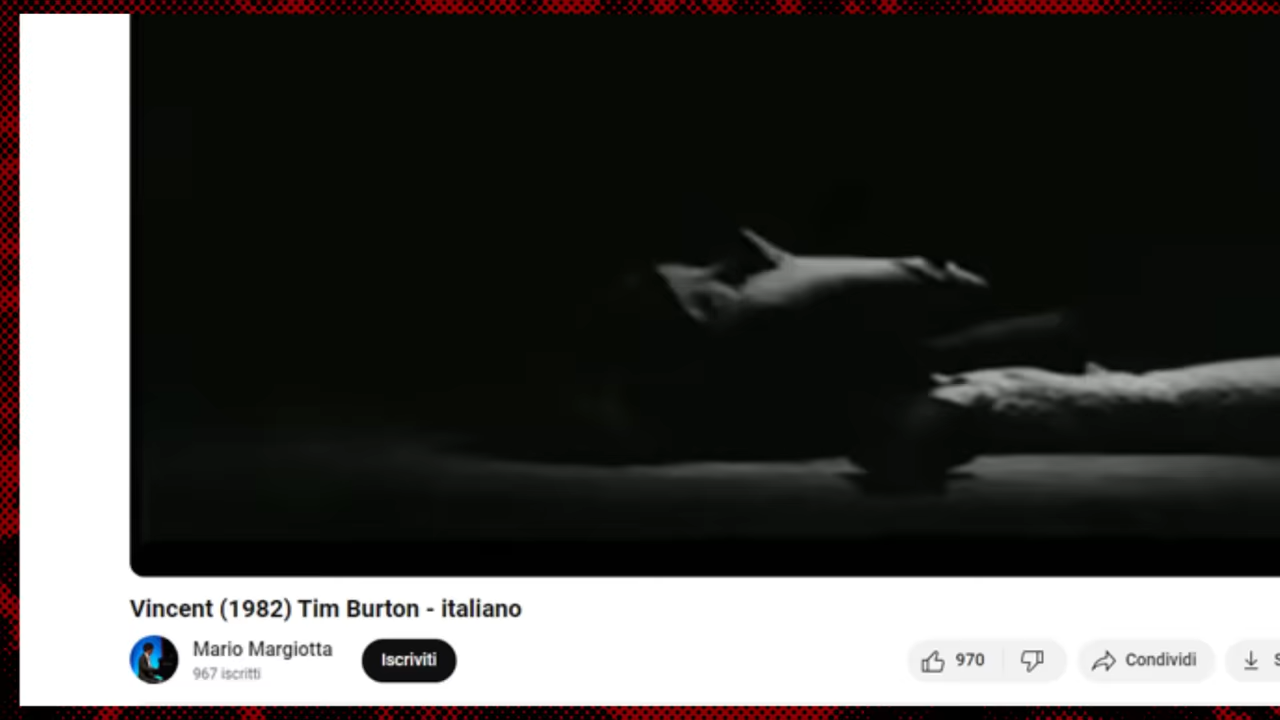 Vincent (1982) Tim Burton - italiano
Mario Margiotta
967 iscritti
Iscriviti
970
Condividi